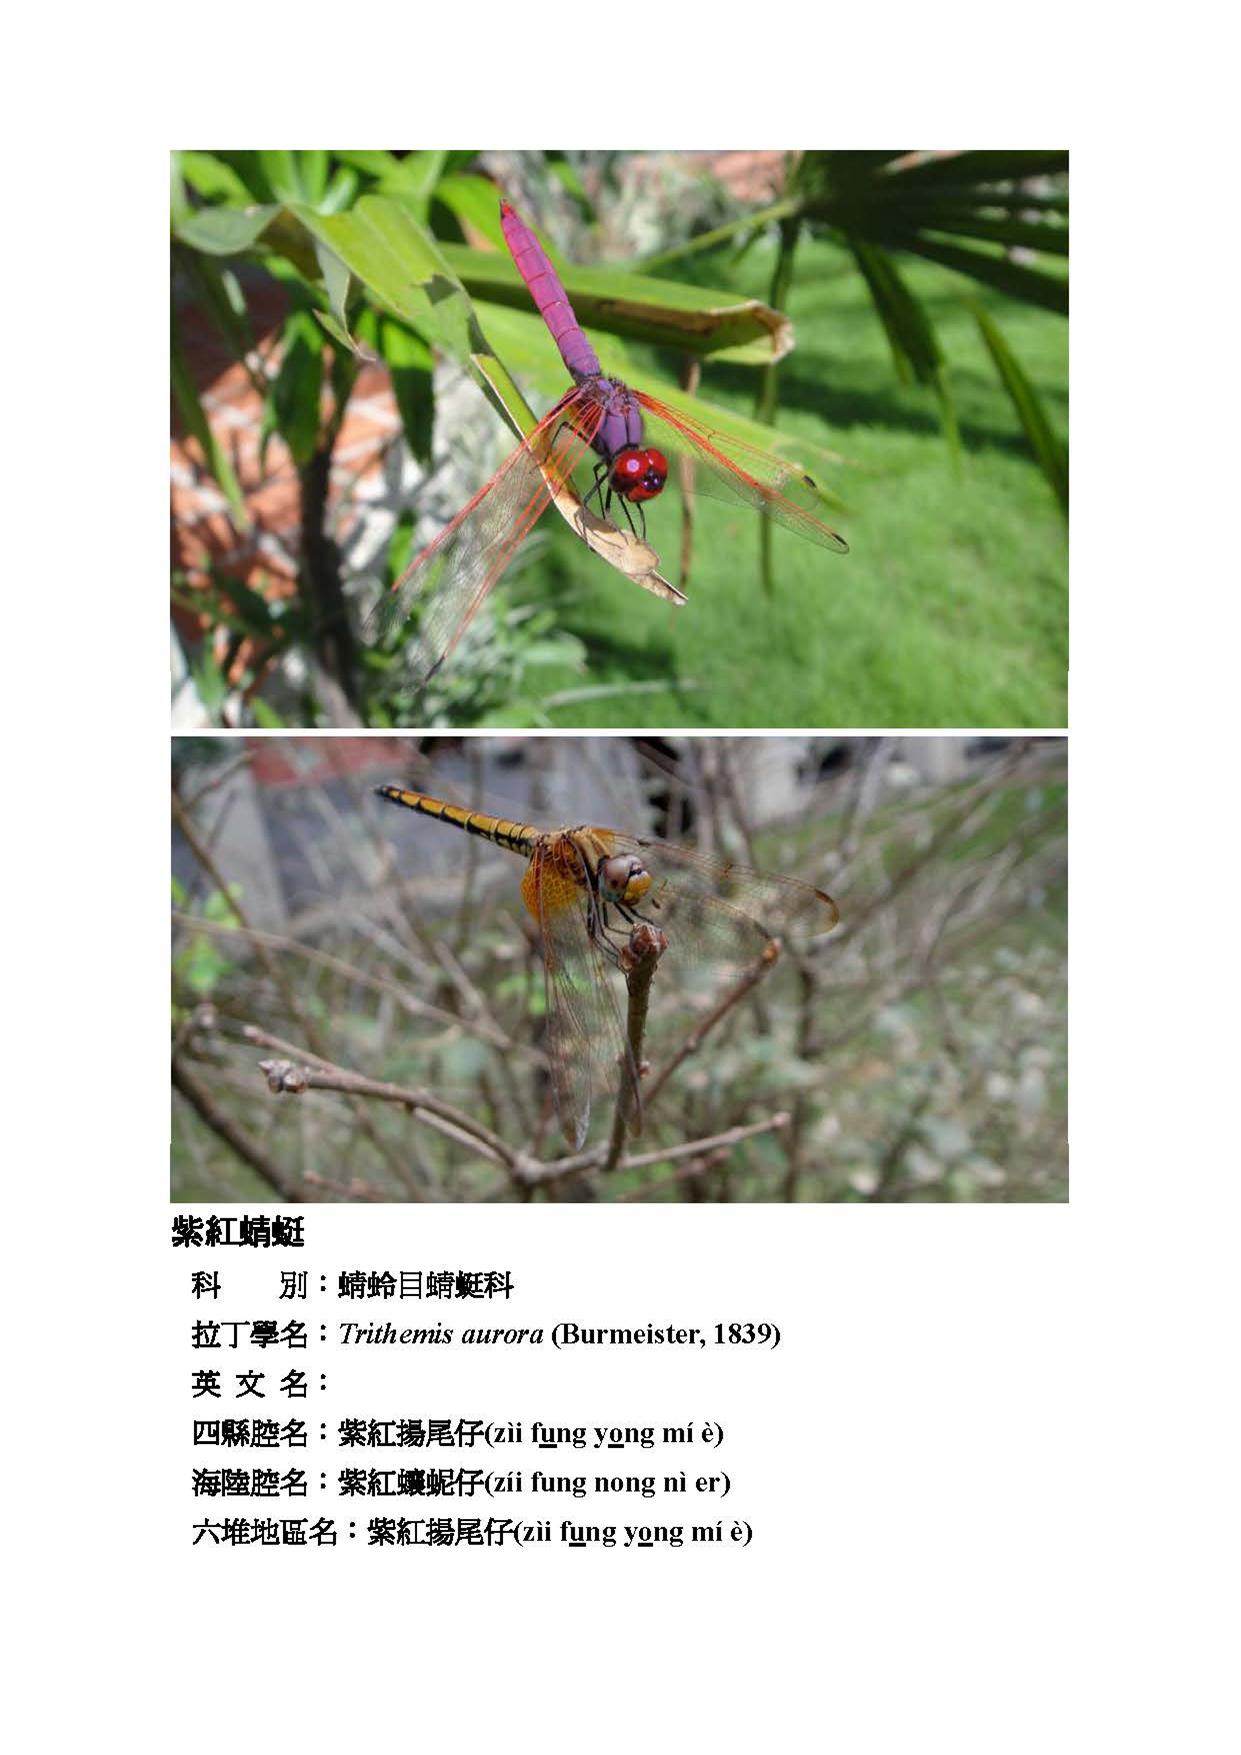 紫紅蜻蜓
科　　別：蜻蛉目蜻蜓科
拉丁學名：Trithemis aurora (Burmeister, 1839)
英 文 名：
四縣腔名：紫紅揚尾仔(zìi fung yong mí è)
海陸腔名：紫紅蠰蚭仔(zíi fung nong nì er)
六堆地區名：紫紅揚尾仔(zìi fung yong mí è)